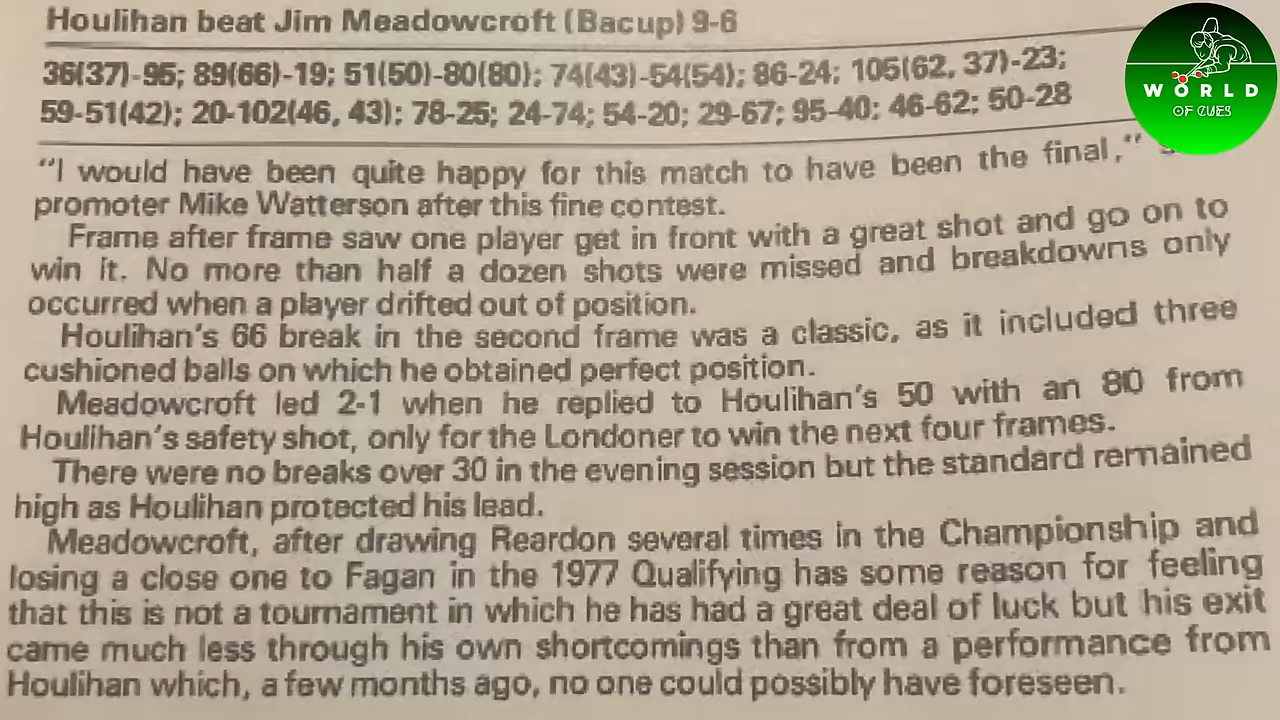 Houlihan beat Jim Meadowcroft (Bacup) 9-6
36(37)-95; 89(66)-19; 51(50)-80(80); 74(43)-54(54); 86-24; 105(62, 37)-23;
59-51(42); 20-102(46, 43); 78-25; 24-74; 54-20; 29-67; 95-40; 46-62; 50-28
WORLD
OF CUES
"I would have been quite happy for this match to have been the final,"
promoter Mike Watterson after this fine contest.
Frame after frame saw one player get in front with a great shot and go on to
win it. No more than half a dozen shots were missed and breakdowns only
occurred when a player drifted out of position.
Houlihan's 66 break in the second frame was a classic, as it included three
cushioned balls on which he obtained perfect position.
Meadowcroft led 2-1 when he replied to Houlihan's 50 with an 80 from
Houlihan's safety shot, only for the Londoner to win the next four frames.
There were no breaks over 30 in the evening session but the standard remained
high as Houlihan protected his lead.
Meadowcroft, after drawing Reardon several times in the Championship and
losing a close one to Fagan in the 1977 Qualifying has some reason for feeling
that this is not a tournament in which he has had a great deal of luck but his exit
came much less through his own shortcomings than from a performance from
Houlihan which, a few months ago, no one could possibly have foreseen.